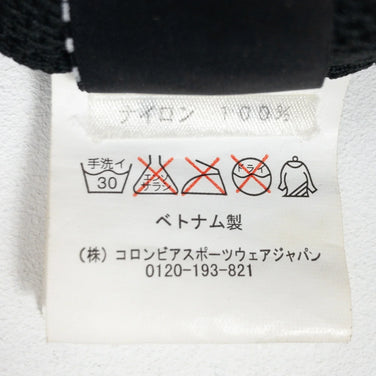 ナイロン 100%
手洗イ 30 エンソサラシ ドライ
ベトナム製
(株) コロンビアスポーツウェアジャパン
0120-193-821